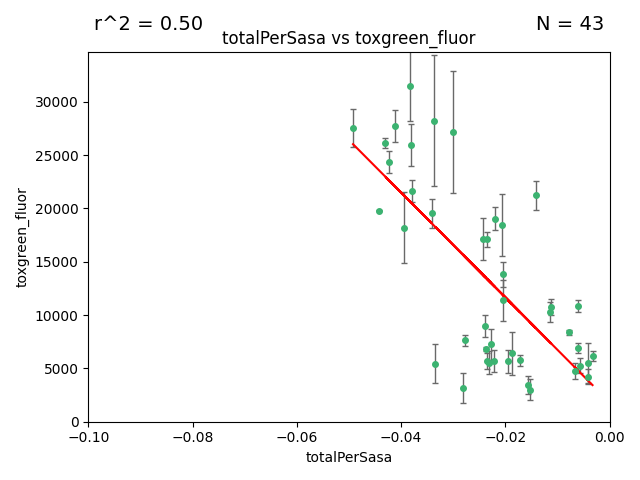 r^2 = 0.50
N = 43
totalPerSasa vs toxgreen_fluor
30000
25000
20000
15000
10000
5000
0
toxgreen_fluor
−0.10
−0.08
−0.06
−0.04
−0.02
0.00
totalPerSasa